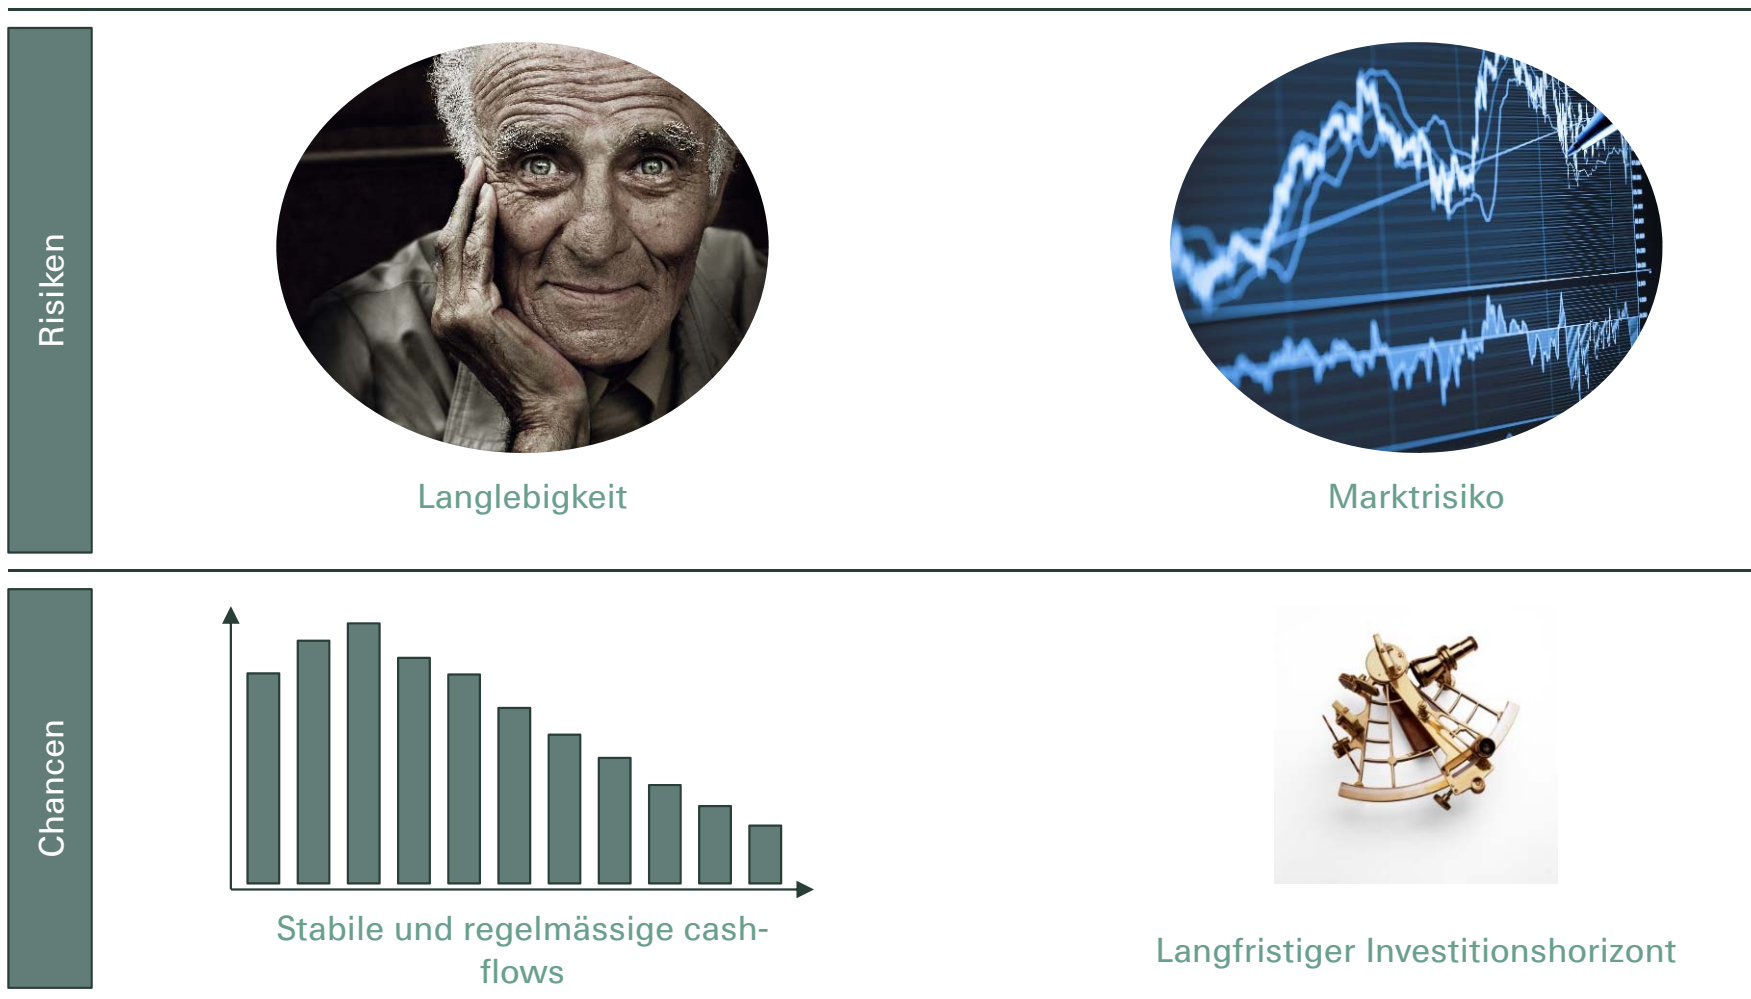 Risiken
Langlebigkeit
Marktrisiko
Chancen
Stabile und regelmässige cash-
flows
Langfristiger Investitionshorizont